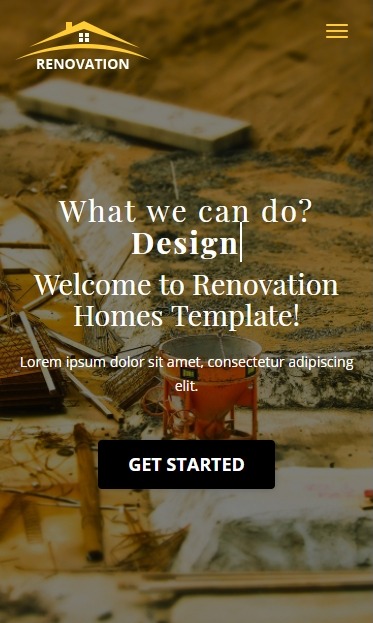 RENOVATION
What we can do?
Design
Welcome to Renovation
Homes Template!
Lorem ipsum dolor sit amet, consectetur adipiscing
elit.
GET STARTED